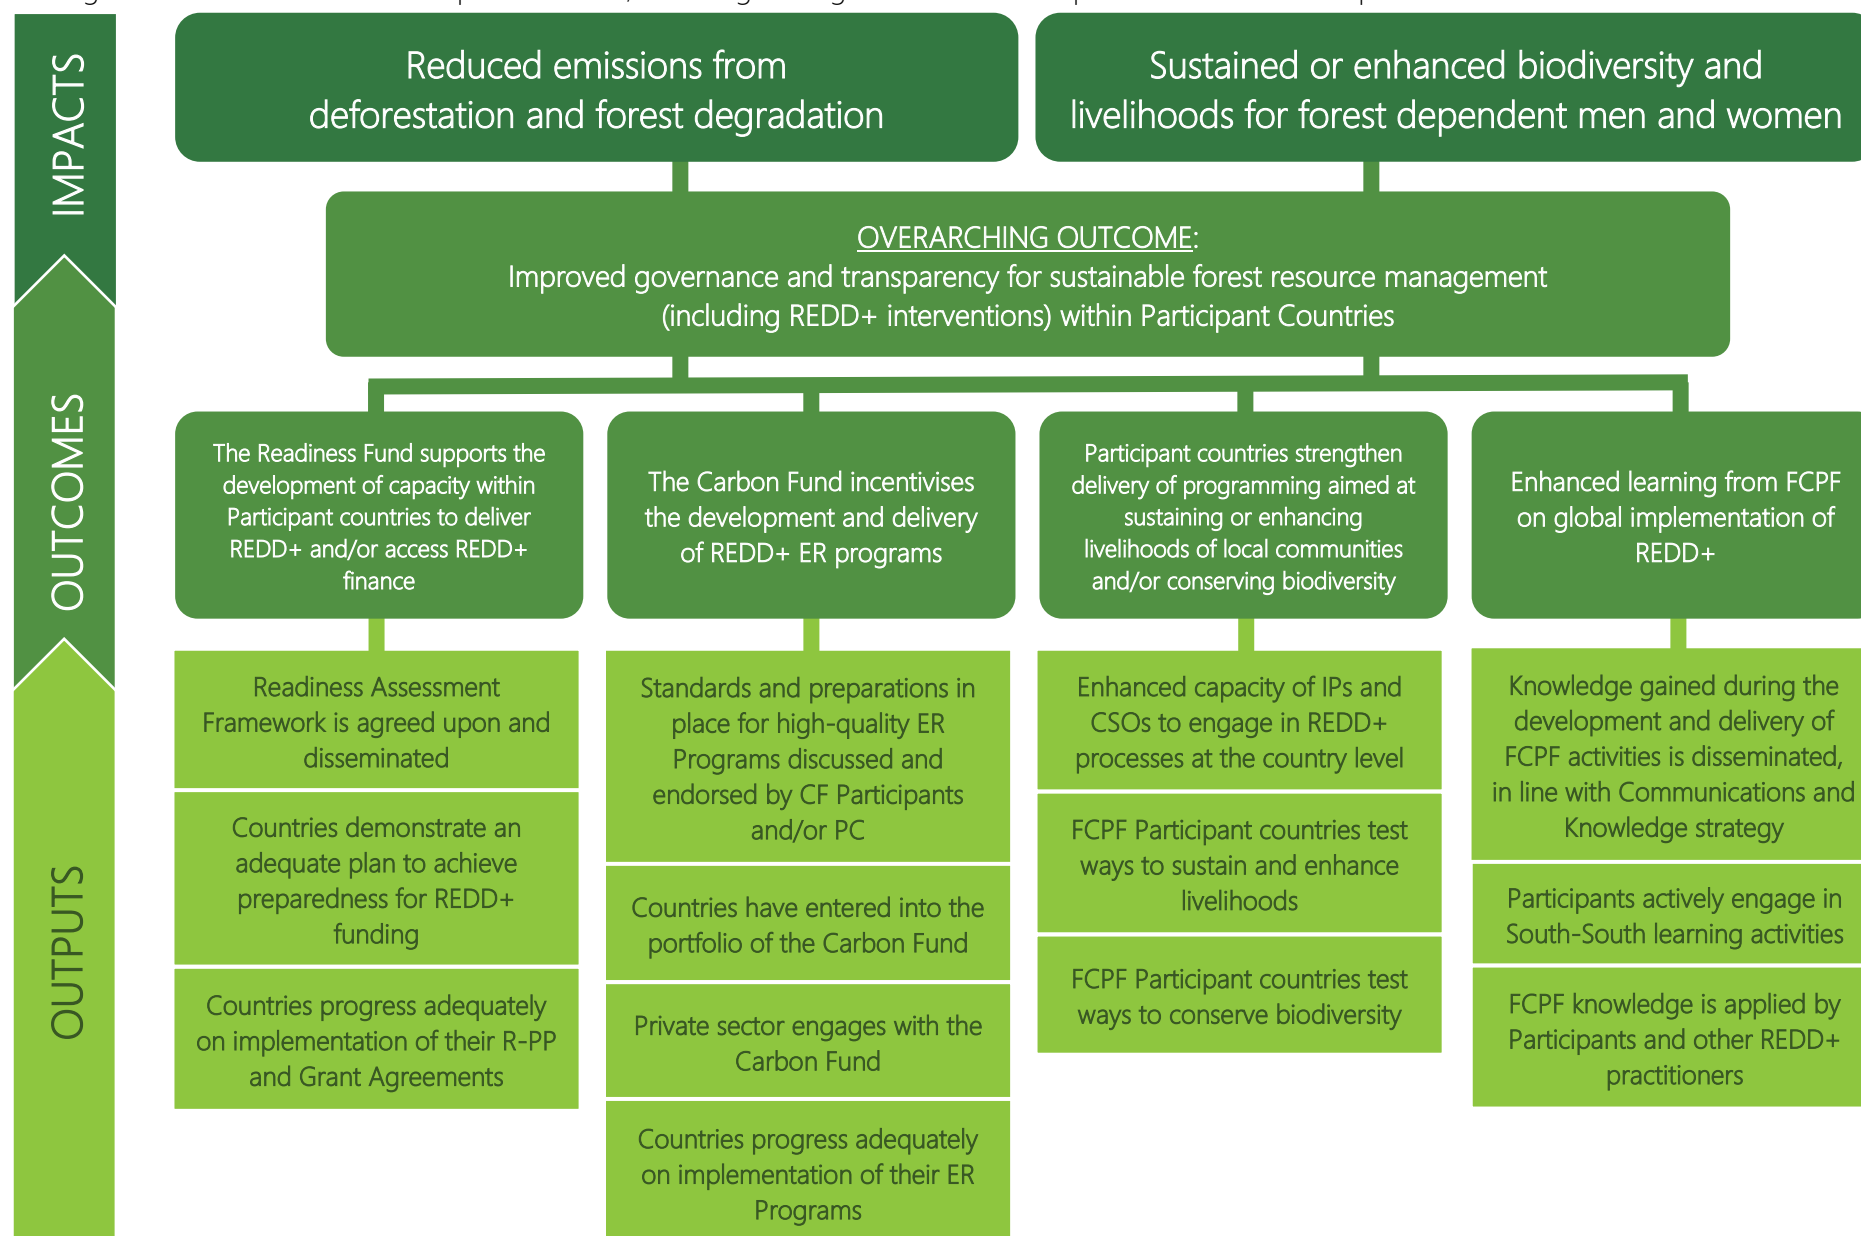 IMPACTS
Reduced emissions from
deforestation and forest degradation
Sustained or enhanced biodiversity and
livelihoods for forest dependent men and women
OVERARCHING OUTCOME:
Improved governance and transparency for sustainable forest resource management
(including REDD+ interventions) within Participant Countries
OUTCOMES
The Readiness Fund supports the
development of capacity within
Participant countries to deliver
REDD+ and/or access REDD+
finance
The Carbon Fund incentivises
the development and delivery
of REDD+ ER programs
Participant countries strengthen
delivery of programming aimed at
sustaining or enhancing
livelihoods of local communities
and/or conserving biodiversity
Enhanced learning from FCPF
on global implementation of
REDD+
OUTPUTS
Readiness Assessment
Framework is agreed upon and
disseminated
Countries demonstrate an
adequate plan to achieve
preparedness for REDD+
funding
Countries progress adequately
on implementation of their R-PP
and Grant Agreements
Standards and preparations in
place for high-quality ER
Programs discussed and
endorsed by CF Participants
and/or PC
Countries have entered into the
portfolio of the Carbon Fund
Private sector engages with the
Carbon Fund
Countries progress adequately
on implementation of their ER
Programs
Enhanced capacity of IPs and
CSOs to engage in REDD+
processes at the country level
FCPF Participant countries test
ways to sustain and enhance
livelihoods
FCPF Participant countries test
ways to conserve biodiversity
Knowledge gained during the
development and delivery of
FCPF activities is disseminated,
in line with Communications and
Knowledge strategy
Participants actively engage in
South-South learning activities
FCPF knowledge is applied by
Participants and other REDD+
practitioners